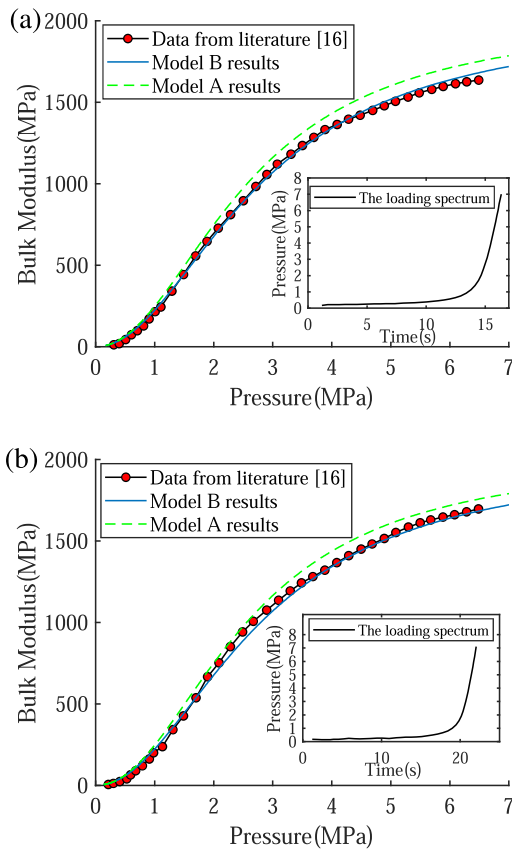 (a)
2000
1500
1000
500
0
Bulk Modulus(MPa)
Data from literature [16]
Model B results
Model A results
8
7
6
5
4
3
2
1
0
Pressure(MPa)
The loading spectrum
0 5 10 15
Time(s)
0 1 2 3 4 5 6 7
Pressure(MPa)
(b)
2000
1500
1000
500
0
Bulk Modulus(MPa)
Data from literature [16]
Model B results
Model A results
8
7
6
5
4
3
2
1
0
Pressure(MPa)
The loading spectrum
0 10 20
Time(s)
0 1 2 3 4 5 6 7
Pressure(MPa)